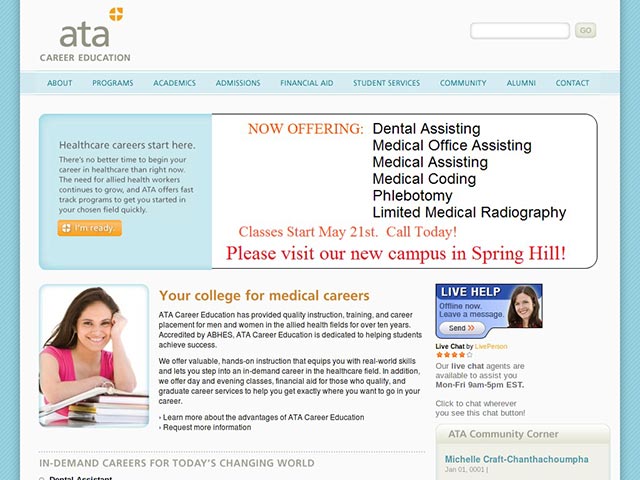 ata
CAREER EDUCATION
GO
ABOUT PROGRAMS ACADEMICS ADMISSIONS FINANCIAL AID STUDENT SERVICES COMMUNITY ALUMNI CONTACT
Healthcare careers start here.
There's no better time to begin your
career in healthcare than right now.
The need for allied health workers
continues to grow, and ATA offers fast
track programs to get you started in
your chosen field quickly.
I'm ready.
NOW OFFERING: Dental Assisting
Medical Office Assisting
Medical Assisting
Medical Coding
Phlebotomy
Limited Medical Radiography
Classes Start May 21st. Call Today!
Please visit our new campus in Spring Hill!
Your college for medical careers
ATA Career Education has provided quality instruction, training, and career
placement for men and women in the allied health fields for over ten years.
Accredited by ABHES, ATA Career Education is dedicated to helping students
achieve success.
We offer valuable, hands-on instruction that equips you with real-world skills
and lets you step into an in-demand career in the healthcare field. In addition,
we offer day and evening classes, financial aid for those who qualify, and
graduate career services to help you get exactly where you want to go in your
career.
› Learn more about the advantages of ATA Career Education
› Request more information
LIVE HELP
Offline now.
Leave a message.
Send »
Live Chat by LivePerson
Our live chat agents are
available to assist you
Mon-Fri 9am-5pm EST.
Click to chat wherever
you see this chat button!
ATA Community Corner
Michelle Craft-Chanthachoumpha
Jan 01, 0001 |
IN-DEMAND CAREERS FOR TODAY'S CHANGING WORLD
Dental Assistant